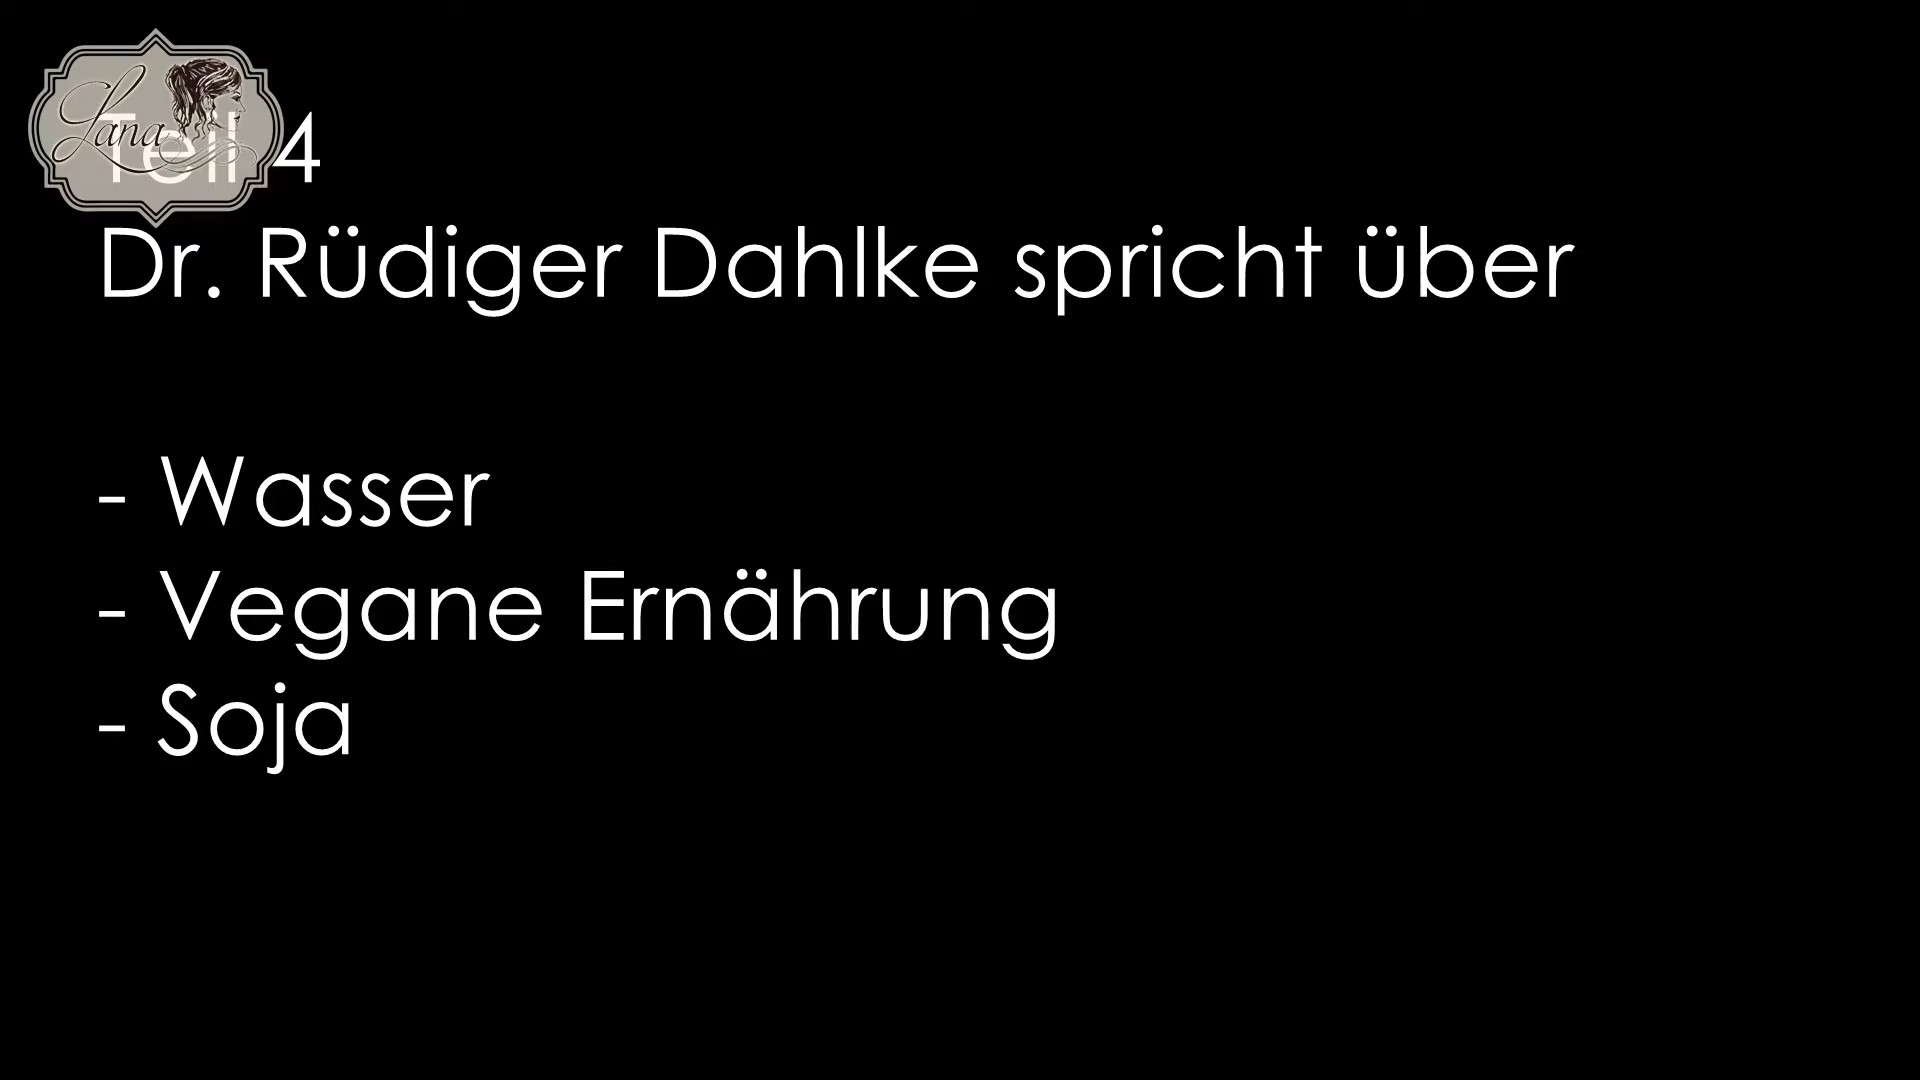 Lana
Teil 4
Dr. Rüdiger Dahlke spricht über
- Wasser
- Vegane Ernährung
- Soja